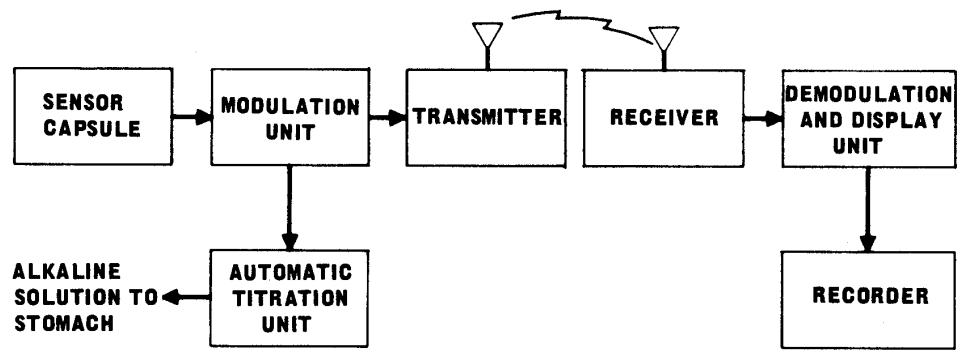 SENSOR
CAPSULE
MODULATION
UNIT
TRANSMITTER
RECEIVER
DEMODULATION
AND DISPLAY
UNIT
ALKALINE
SOLUTION TO
STOMACH
AUTOMATIC
TITRATION
UNIT
RECORDER